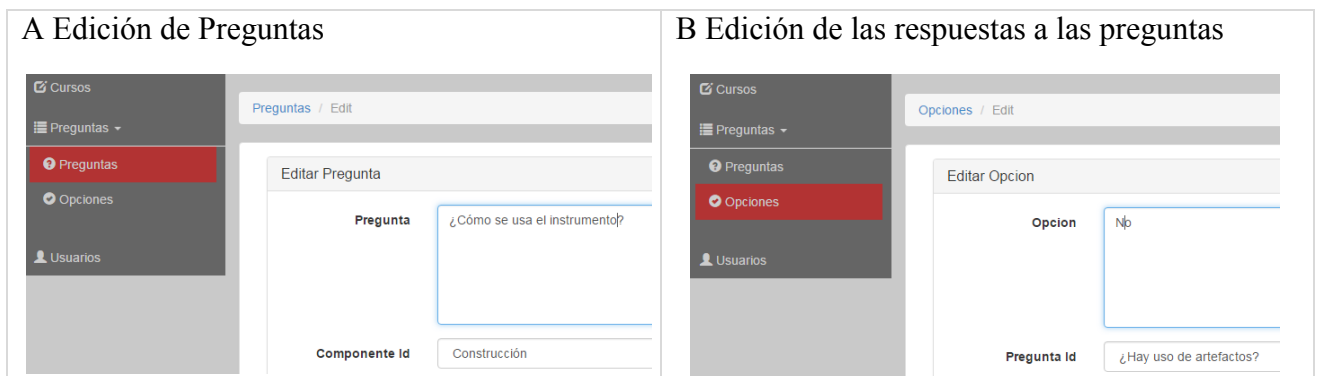 A Edición de Preguntas
Cursos
Preguntas / Edit
Preguntas
Preguntas
Editar Pregunta
Opciones
Pregunta
¿Cómo se usa el instrumento?
Usuarios
Componente Id
Construcción
B Edición de las respuestas a las preguntas
Cursos
Opciones / Edit
Preguntas
Preguntas
Editar Opcion
Opciones
Opcion
No
Usuarios
Pregunta Id
¿Hay uso de artefactos?